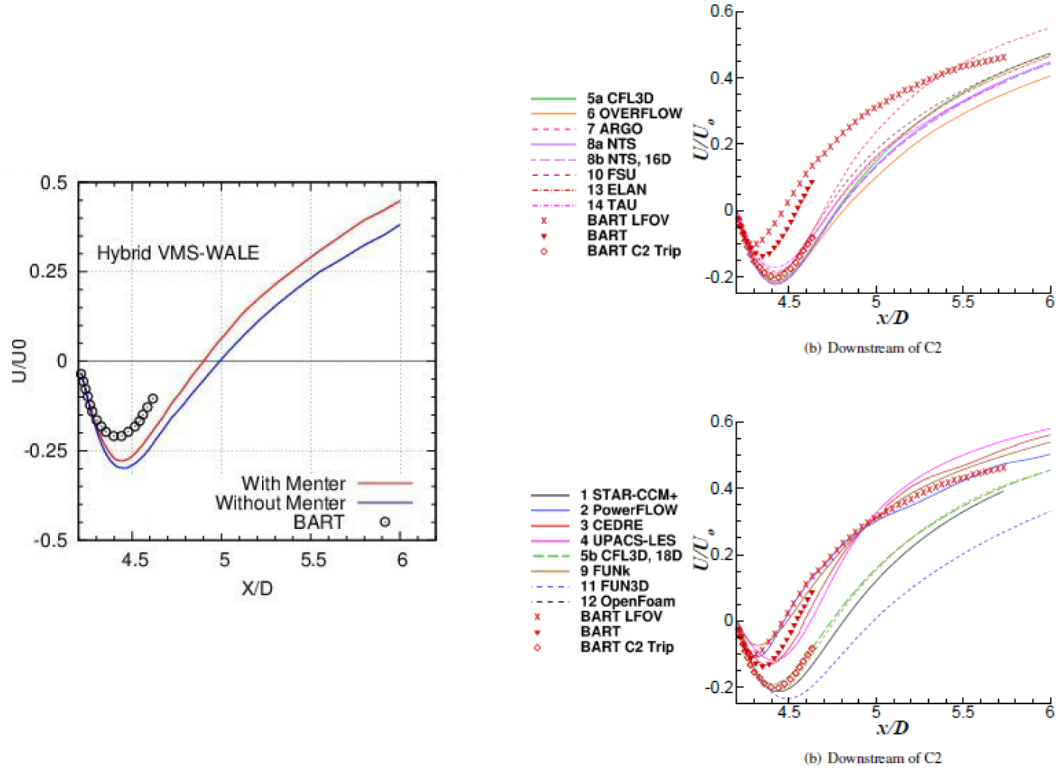 0.5
0.25
0
-0.25
-0.5
U/U0
Hybrid VMS-WALE
With Menter
Without Menter
BART
4.5
5
5.5
6
X/D
5a CFL3D
6 OVERFLOW
7 ARGO
8a NTS
8b NTS, 16D
10 FSU
13 ELAN
14 TAU
BART LFOV
BART
BART C2 Trip
0.6
0.4
0.2
0
-0.2
U/Uo
4.5
5
5.5
6
x/D
(b) Downstream of C2
1 STAR-CCM+
2 PowerFLOW
3 CEDRE
4 UPACS-LES
5b CFL3D, 18D
9 FUNk
11 FUN3D
12 OpenFoam
BART LFOV
BART
BART C2 Trip
0.6
0.4
0.2
0
-0.2
U/Uo
4.5
5
5.5
6
x/D
(b) Downstream of C2